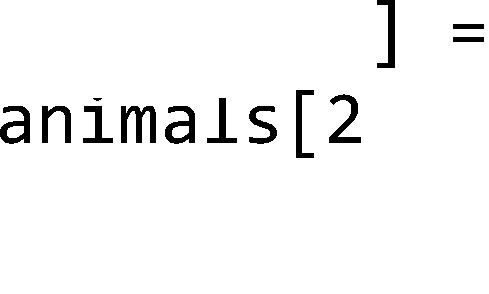 ] =
animals[2